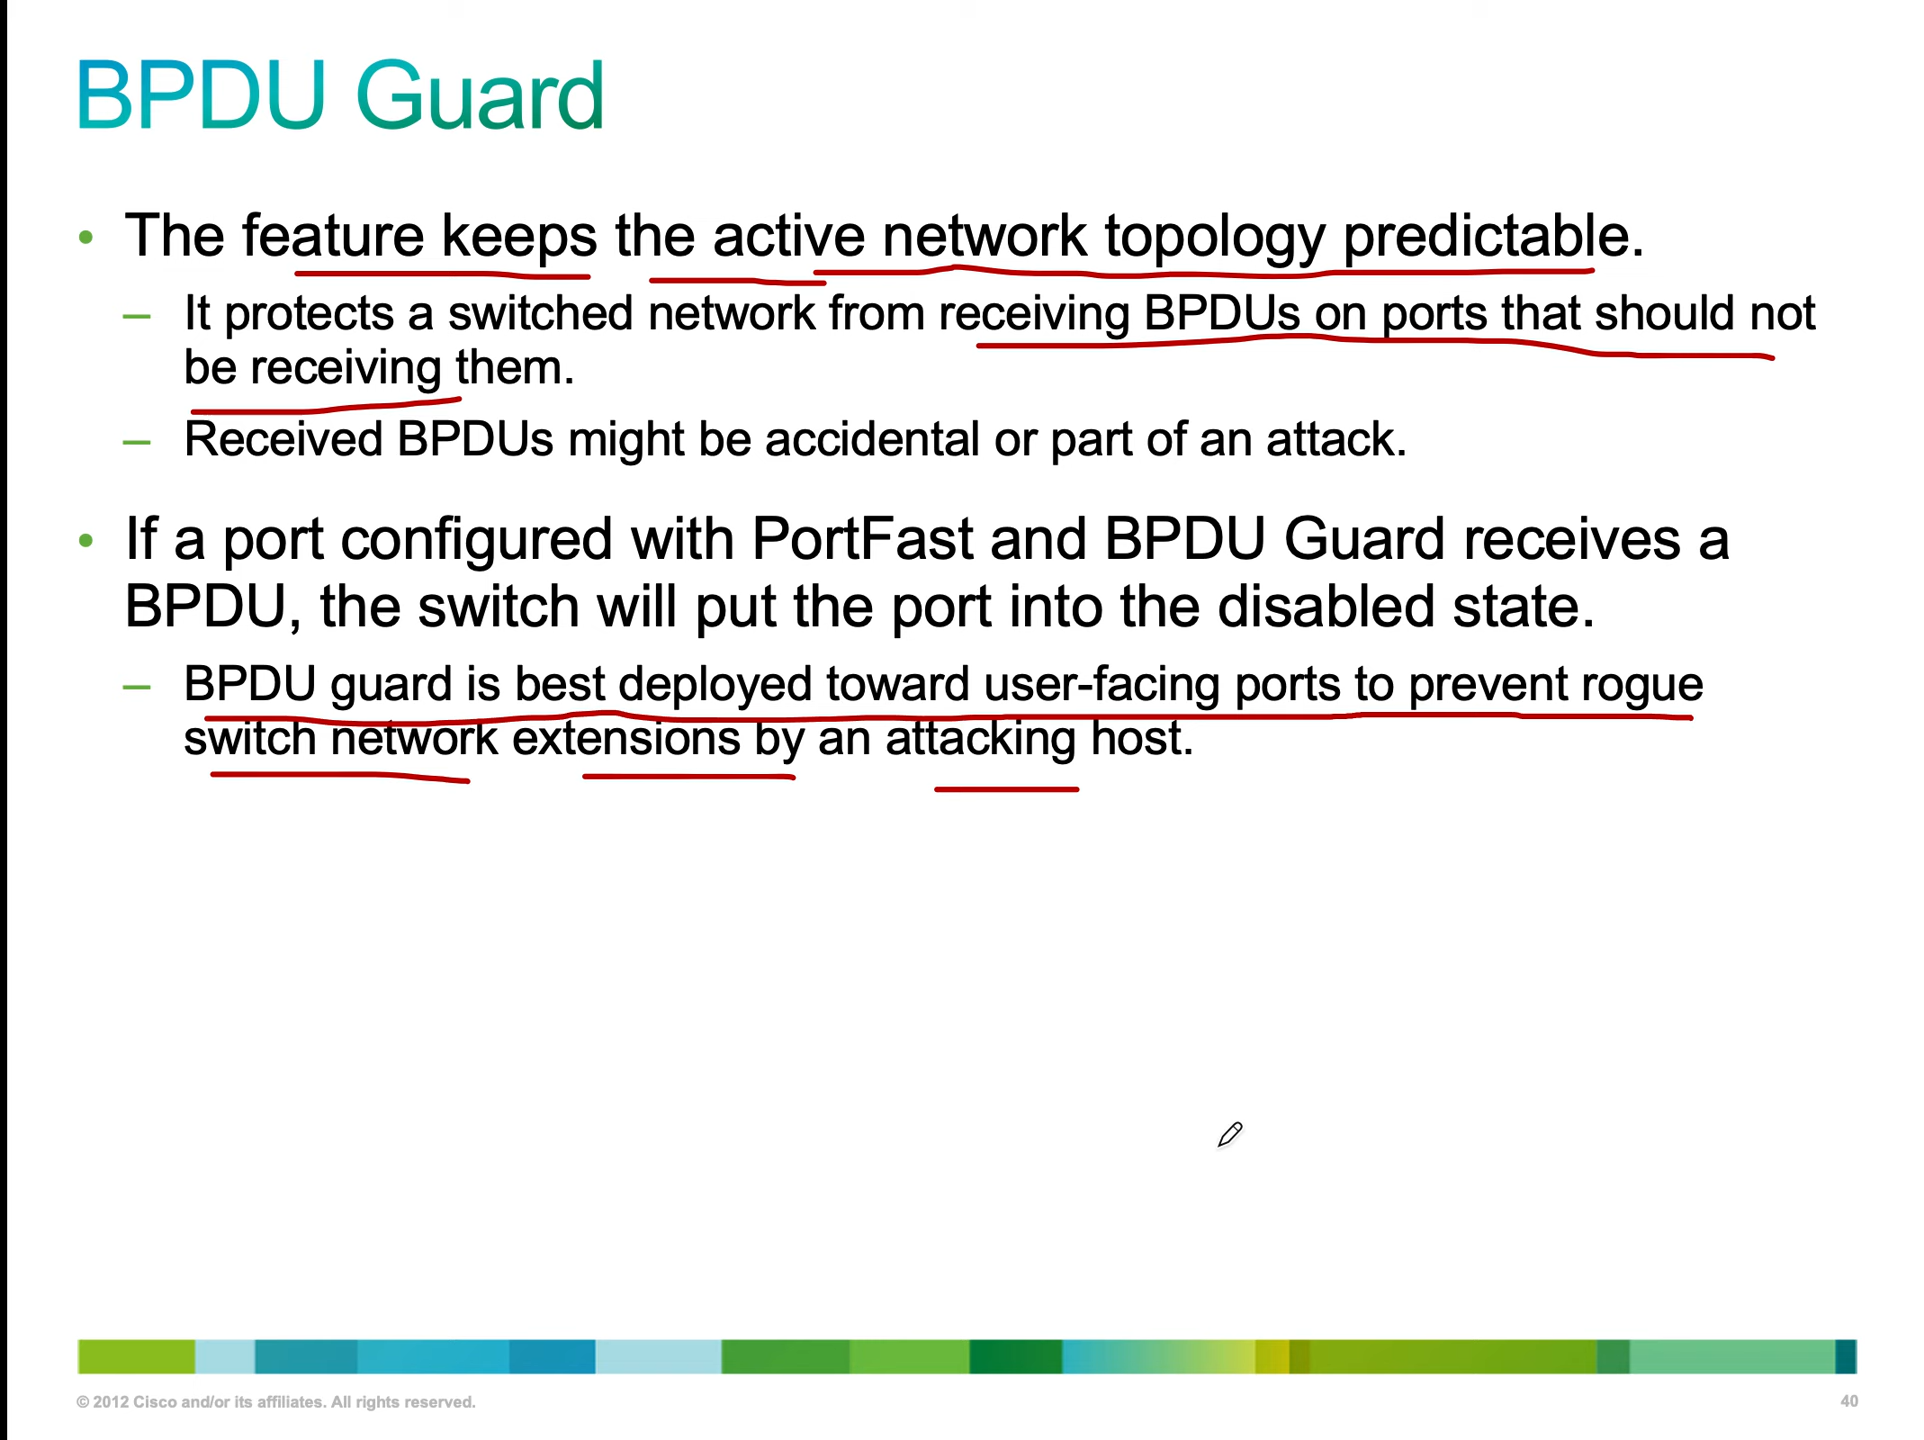 BPDU Guard
• The feature keeps the active network topology predictable.
– It protects a switched network from receiving BPDUs on ports that should not
be receiving them.
– Received BPDUs might be accidental or part of an attack.
• If a port configured with PortFast and BPDU Guard receives a
BPDU, the switch will put the port into the disabled state.
– BPDU guard is best deployed toward user-facing ports to prevent rogue
switch network extensions by an attacking host.
© 2012 Cisco and/or its affiliates. All rights reserved.
40